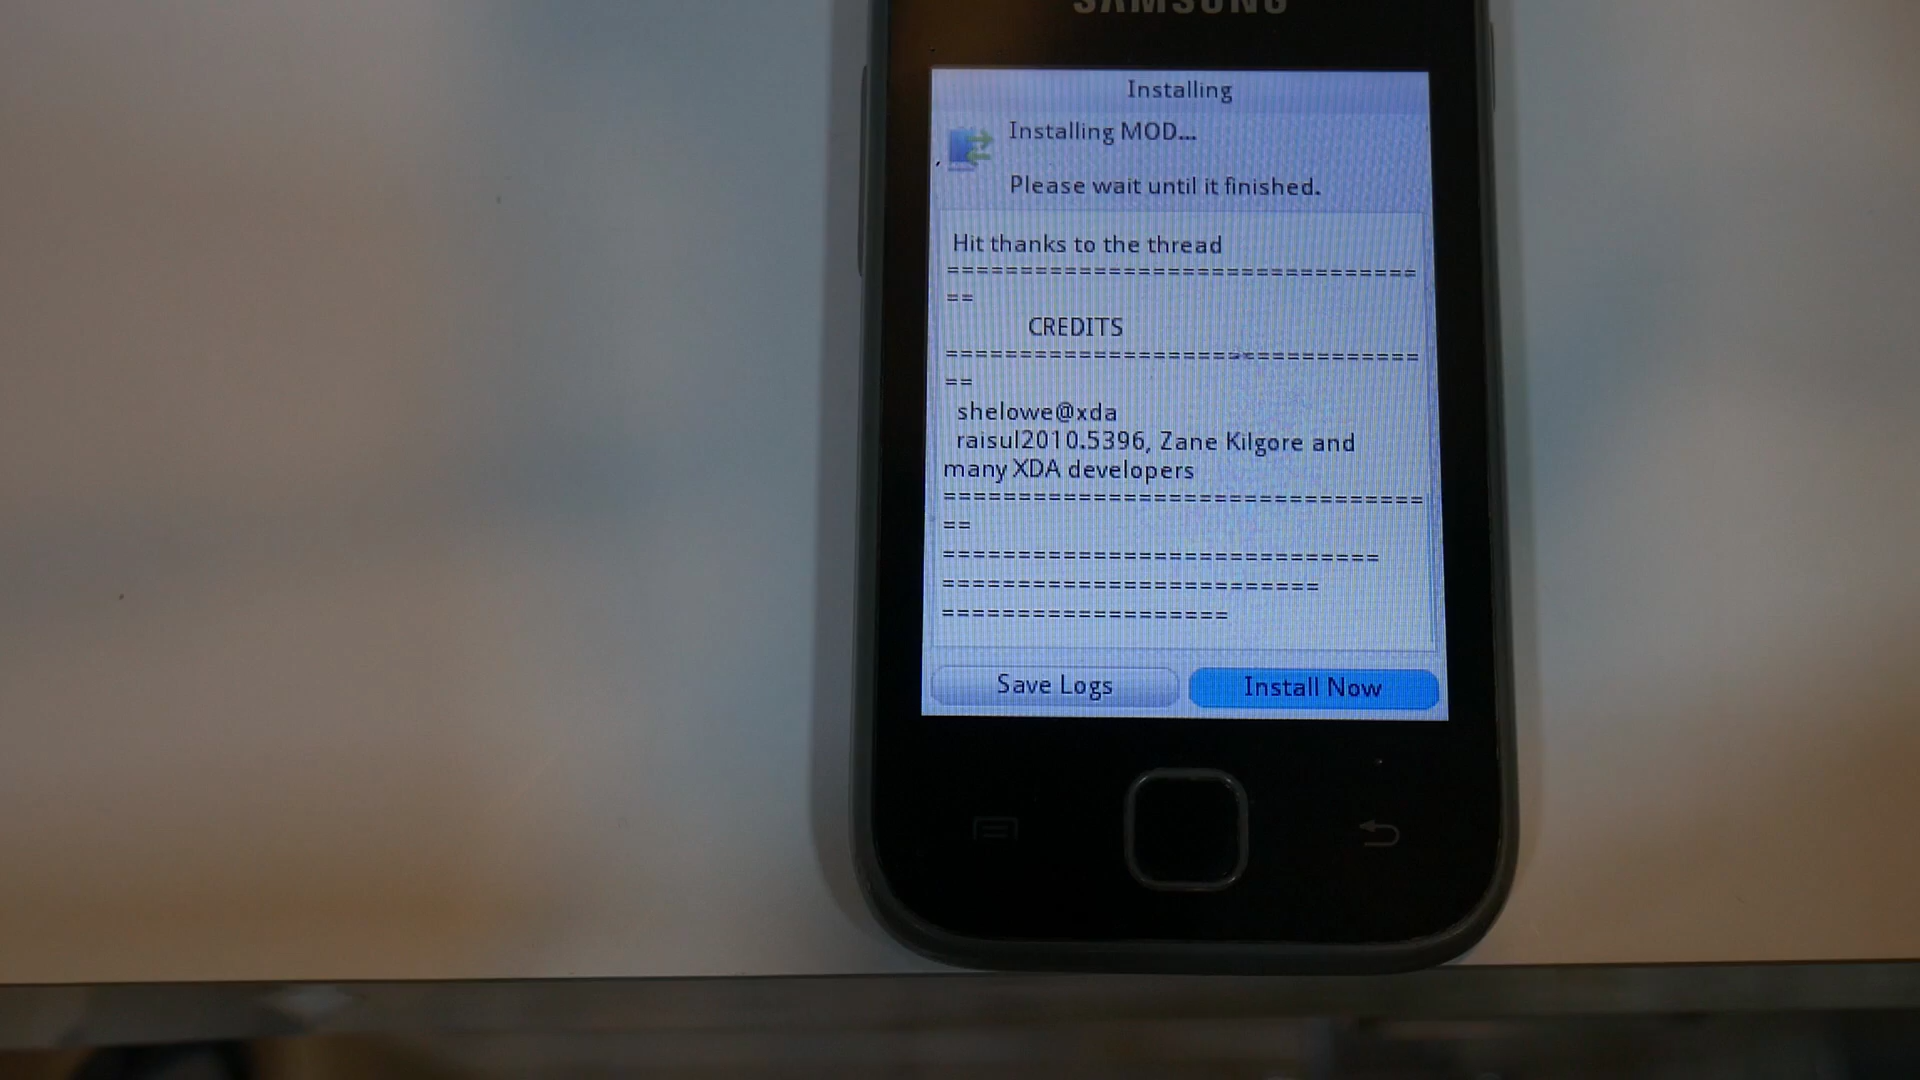 SAMSUNG
Installing
Installing MOD...
Please wait until it finished.
Hit thanks to the thread
===============================
==
CREDITS
===============================
==
shelowe@xda
raisul2010.5396, Zane Kilgore and
many XDA developers
===============================
==
=============================
=========================
===================
Save Logs
Install Now